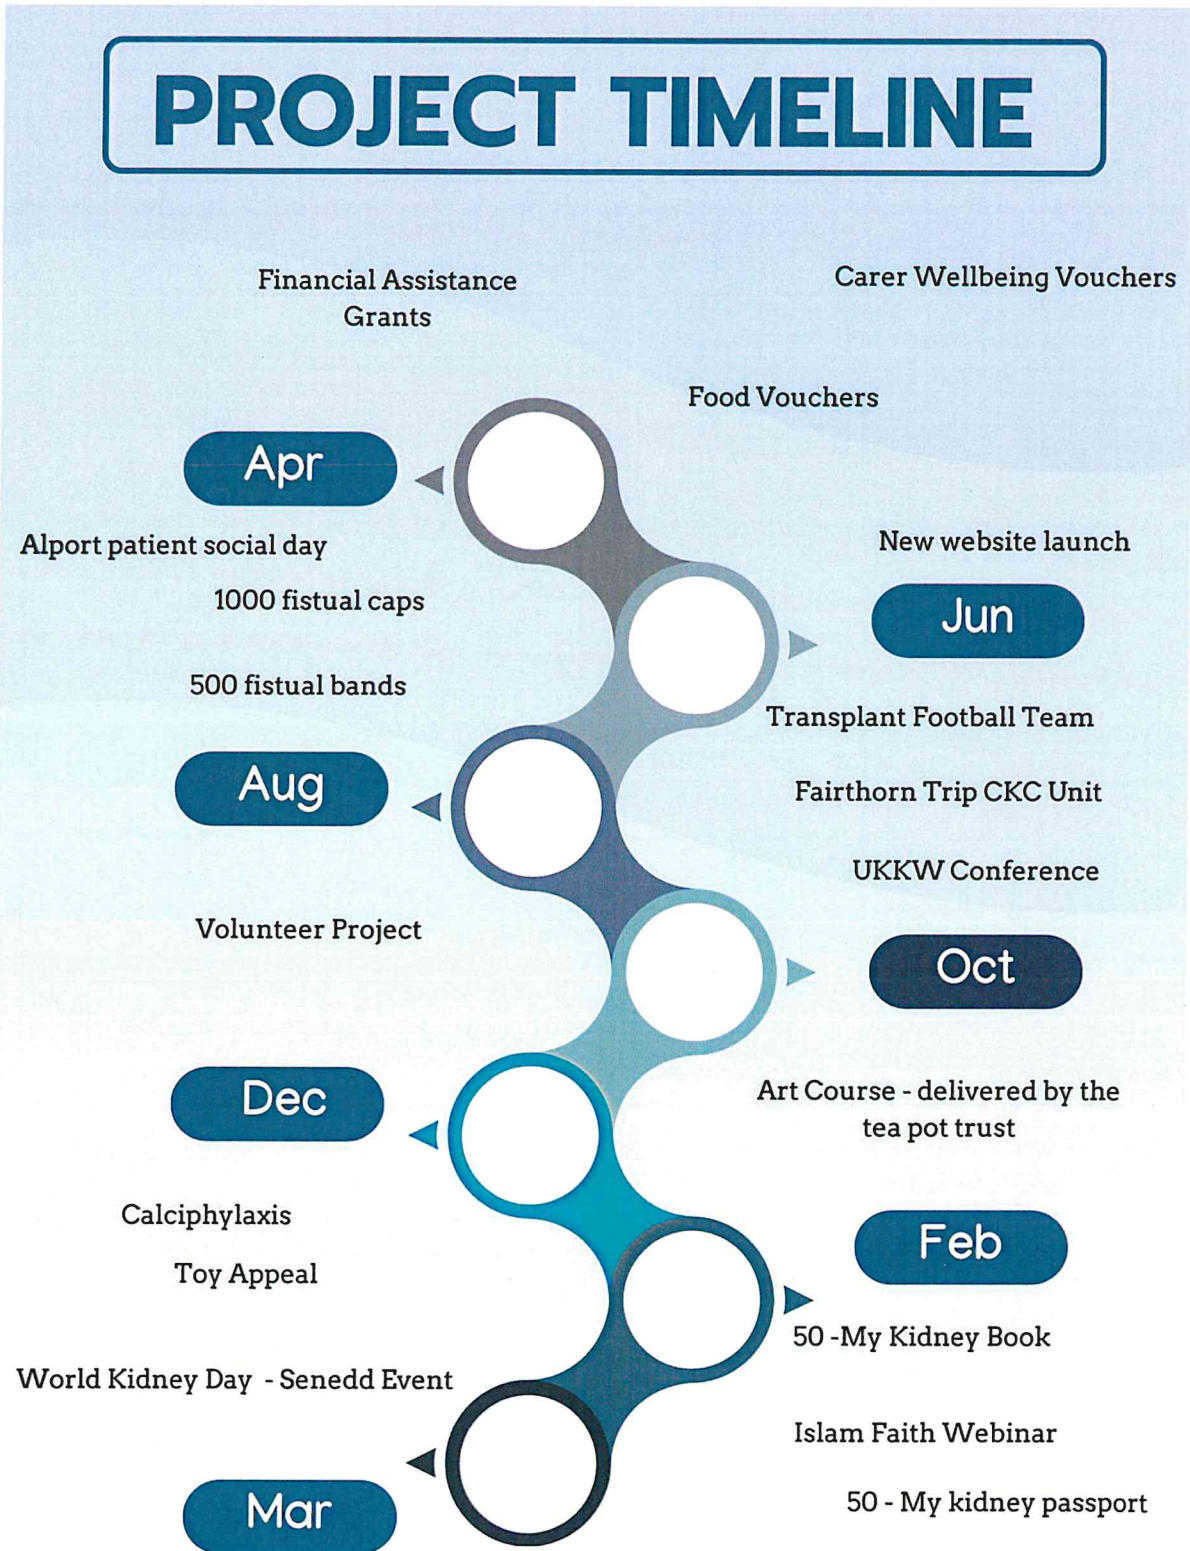 PROJECT TIMELINE
Financial Assistance
Grants
Carer Wellbeing Vouchers
Food Vouchers
Apr
Alport patient social day
1000 fistual caps
500 fistual bands
New website launch
Jun
Transplant Football Team
Fairthorn Trip CKC Unit
UKKW Conference
Aug
Volunteer Project
Oct
Art Course - delivered by the
tea pot trust
Dec
Calciphylaxis
Toy Appeal
Feb
50 -My Kidney Book
Islam Faith Webinar
50 - My kidney passport
World Kidney Day - Senedd Event
Mar